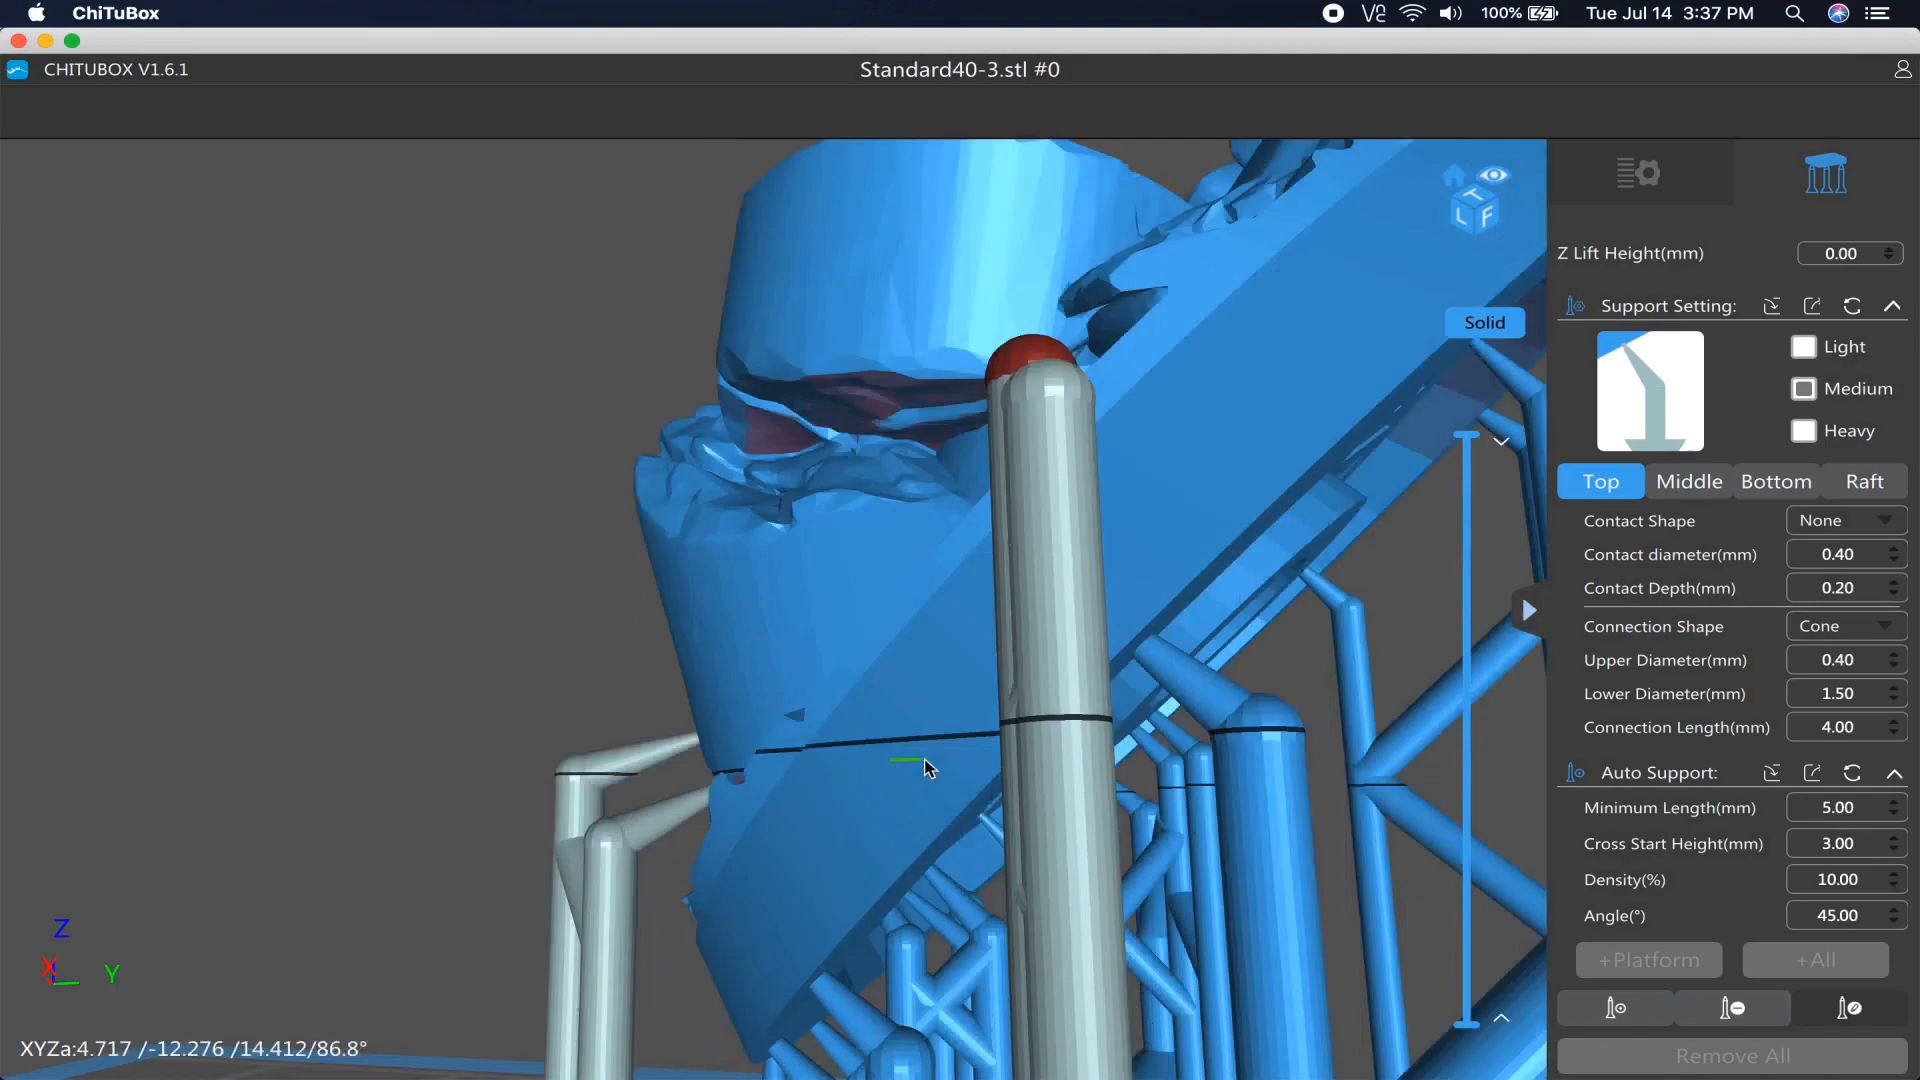 ChiTuBox
100%
Tue Jul 14 3:37 PM
CHITUBOX V1.6.1
Standard40-3.stl #0
T
L F
Z Lift Height(mm) 0.00
Support Setting:
Solid
Light
Medium
Heavy
Top Middle Bottom Raft
Contact Shape None
Contact diameter(mm) 0.40
Contact Depth(mm) 0.20
Connection Shape Cone
Upper Diameter(mm) 0.40
Lower Diameter(mm) 1.50
Connection Length(mm) 4.00
Auto Support:
Minimum Length(mm) 5.00
Cross Start Height(mm) 3.00
Density(%) 10.00
Angle(°) 45.00
+Platform +All
Z
X Y
XYZa:4.717 /-12.276 /14.412/86.8°
Remove All